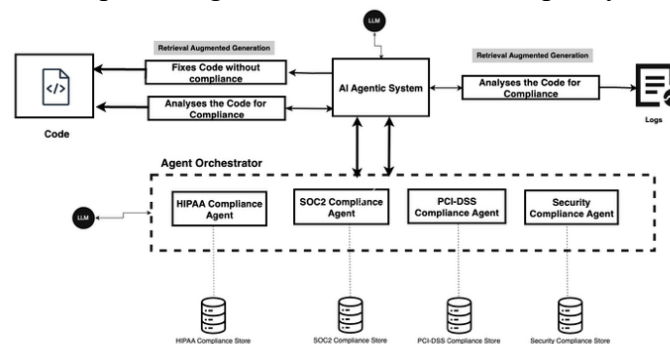 LLM
Retrieval Augmented Generation
Retrieval Augmented Generation
Fixes Code without
compliance
AI Agentic System
Analyses the Code for
Compliance
Analyses the Code for
Compliance
Code
Logs
Agent Orchestrator
HIPAA Compliance
Agent
SOC2 Compliance
Agent
PCI-DSS
Compliance Agent
Security
Compliance Agent
LLM
HIPAA Compliance Store
SOC2 Compliance Store
PCI-DSS Compliance Store
Security Compliance Store